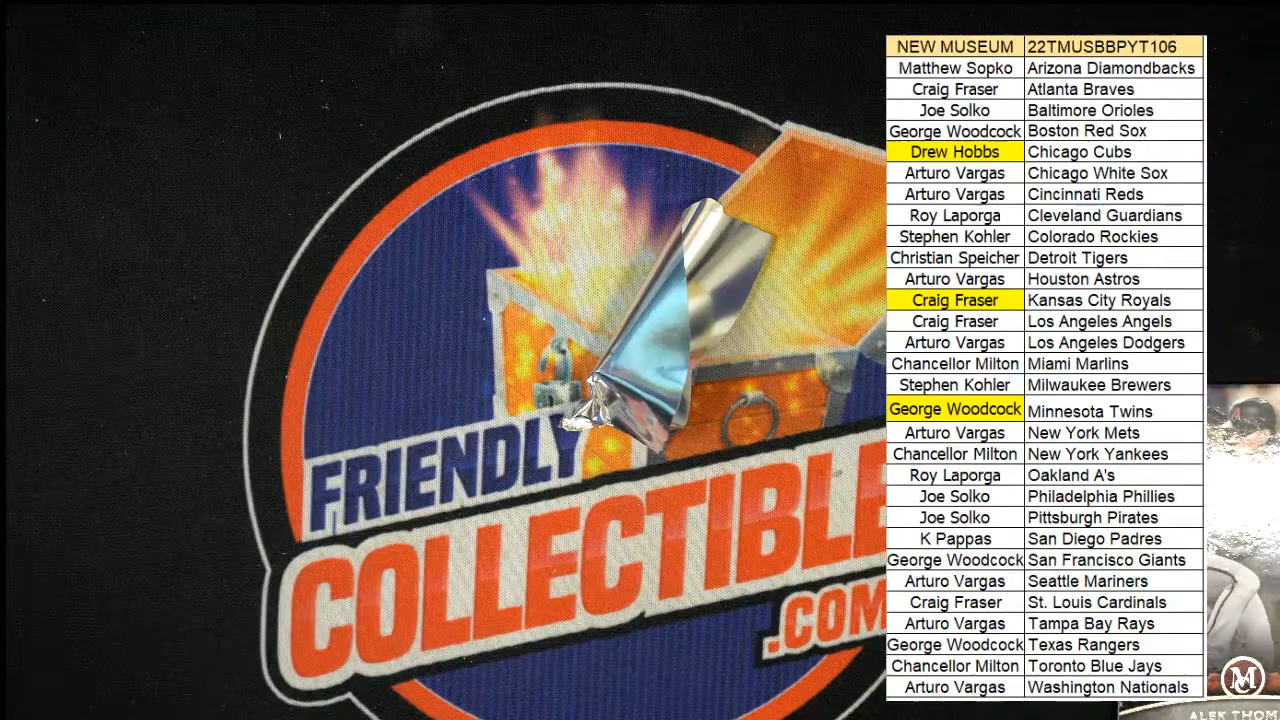 NEW MUSEUM 22TMUSBBPYT106
Matthew Sopko Arizona Diamondbacks
Craig Fraser Atlanta Braves
Joe Solko Baltimore Orioles
George Woodcock Boston Red Sox
Drew Hobbs Chicago Cubs
Arturo Vargas Chicago White Sox
Arturo Vargas Cincinnati Reds
Roy Laporga Cleveland Guardians
Stephen Kohler Colorado Rockies
Christian Speicher Detroit Tigers
Arturo Vargas Houston Astros
Craig Fraser Kansas City Royals
Craig Fraser Los Angeles Angels
Arturo Vargas Los Angeles Dodgers
Chancellor Milton Miami Marlins
Stephen Kohler Milwaukee Brewers
George Woodcock Minnesota Twins
Arturo Vargas New York Mets
Chancellor Milton New York Yankees
Roy Laporga Oakland A's
Joe Solko Philadelphia Phillies
Joe Solko Pittsburgh Pirates
K Pappas San Diego Padres
George Woodcock San Francisco Giants
Arturo Vargas Seattle Mariners
Craig Fraser St. Louis Cardinals
Arturo Vargas Tampa Bay Rays
George Woodcock Texas Rangers
Chancellor Milton Toronto Blue Jays
Arturo Vargas Washington Nationals
FRIENDLY
COLLECTIBLE
.COM
M
ALEK THOM